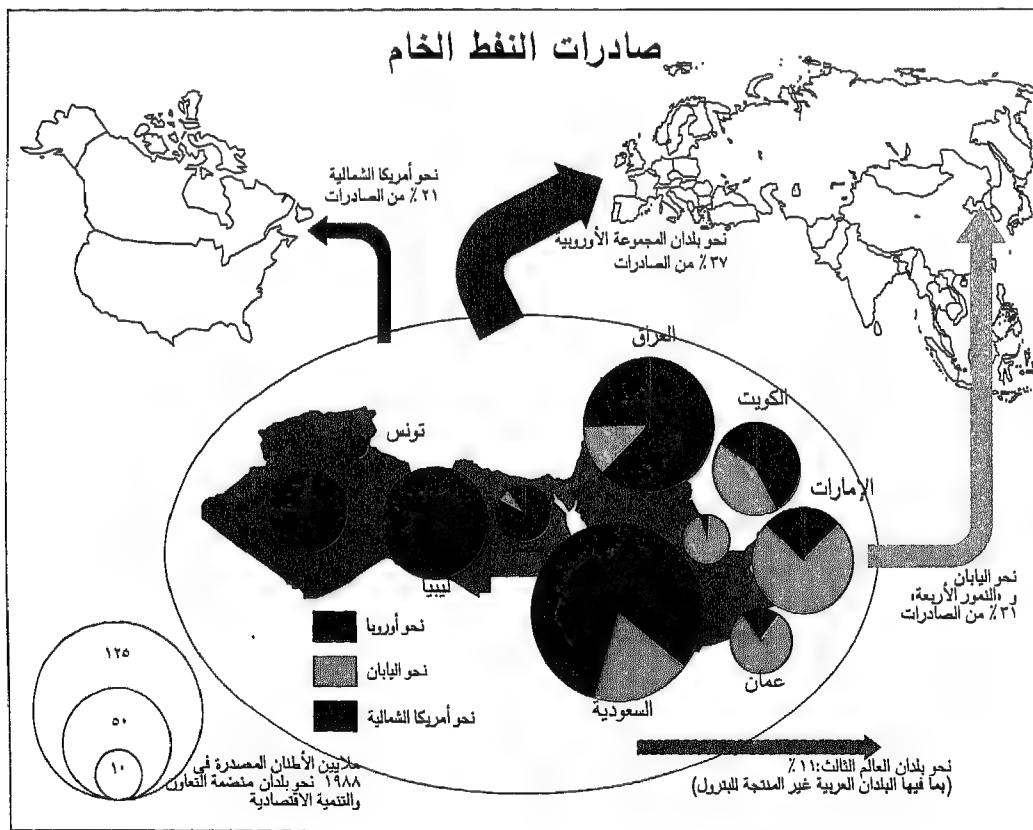 صادرات النفط الخام
نحو أمريكا الشمالية
٢١ ٪ من الصادرات
نحو بلدان المجموعة الأوروبيه
٣٧ ٪ من الصادرات
العراق
الكويت
تونس
الإمارات
ليبيا
نحو اليابان
و «النمور الأربعة»
٣١ ٪ من الصادرات
نحو أوروبا
نحو اليابان
نحو أمريكا الشمالية
عمان
السعودية
١٢٥
٥٠
١٠
ملايين الأطنان المصدرة في
١٩٨٨ نحو بلدان منضمة التعاون
والتنمية الاقتصادية
نحو بلدان العالم الثالث: ١١ ٪
(بما فيها البلدان العربية غير المنتجة للبترول)